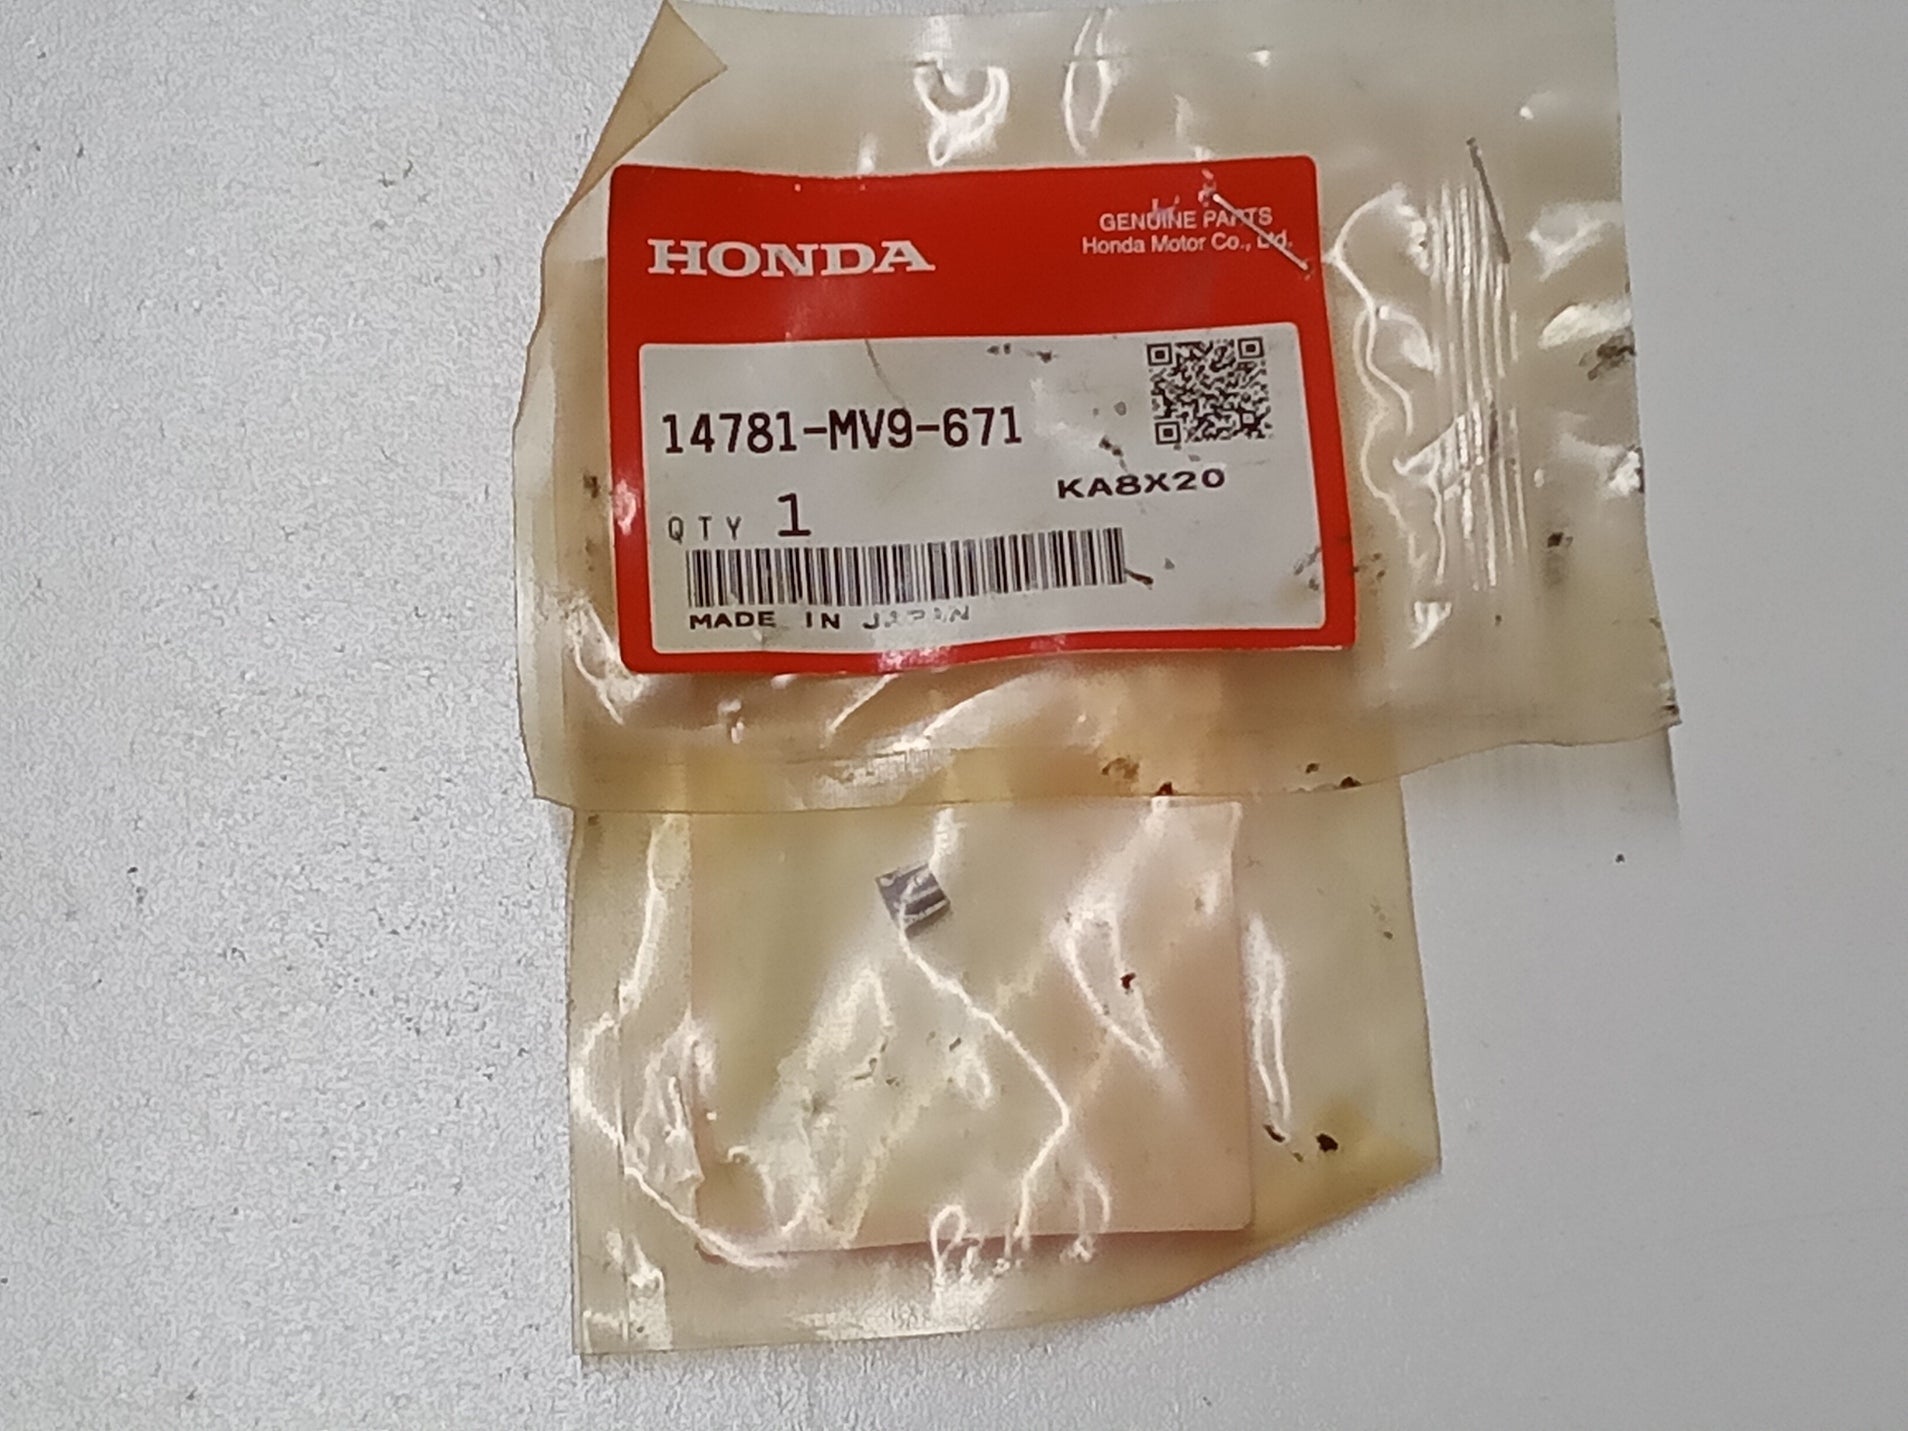 HONDA
GENUINE PARTS
Honda Motor Co., Ltd.
14781-MV9-671
KA8X20
QTY 1
MADE IN JAPAN